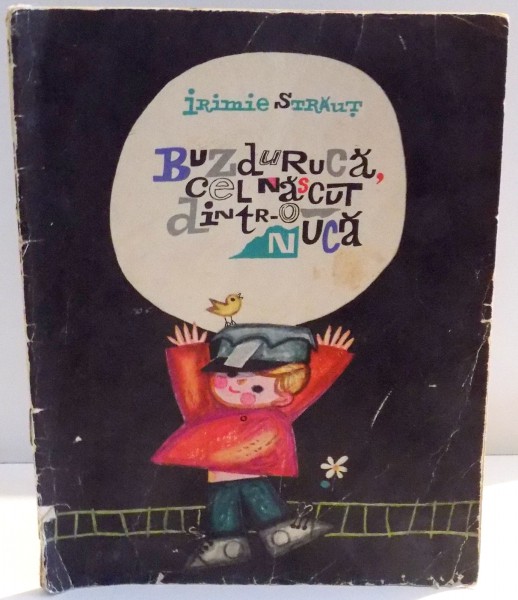 IRIMIE STRĂUȚ
BUZDURUCĂ,
CEL NĂSCUT
DINTR-O
NUCĂ